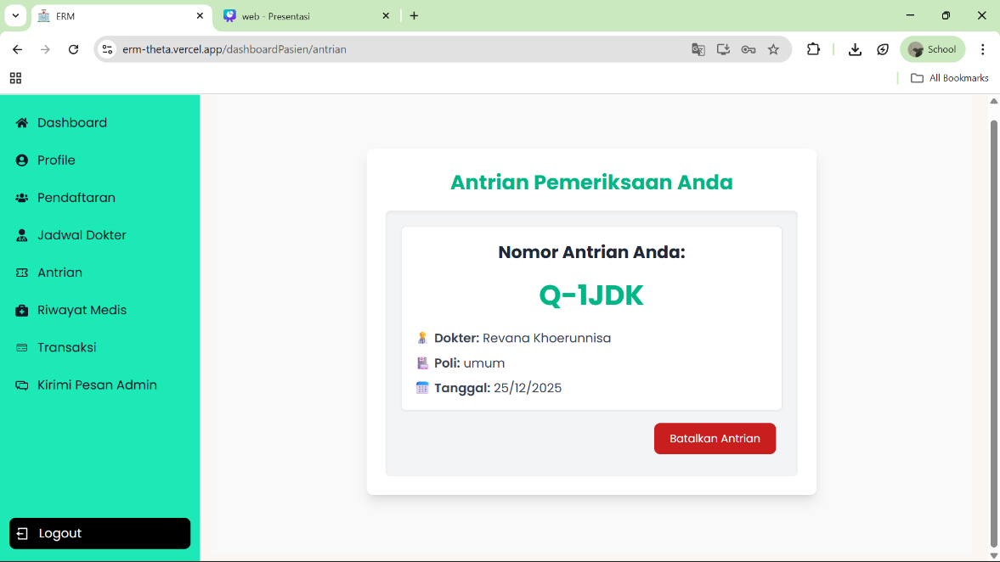 ERM
web - Presentasi
erm-theta.vercel.app/dashboardPasien/antrian
School
All Bookmarks
Dashboard
Profile
Pendaftaran
Jadwal Dokter
Antrian
Riwayat Medis
Transaksi
Kirimi Pesan Admin
Logout
Antrian Pemeriksaan Anda
Nomor Antrian Anda:
Q-1JDK
Dokter: Revana Khoerunnisa
Poli: umum
Tanggal: 25/12/2025
Batalkan Antrian